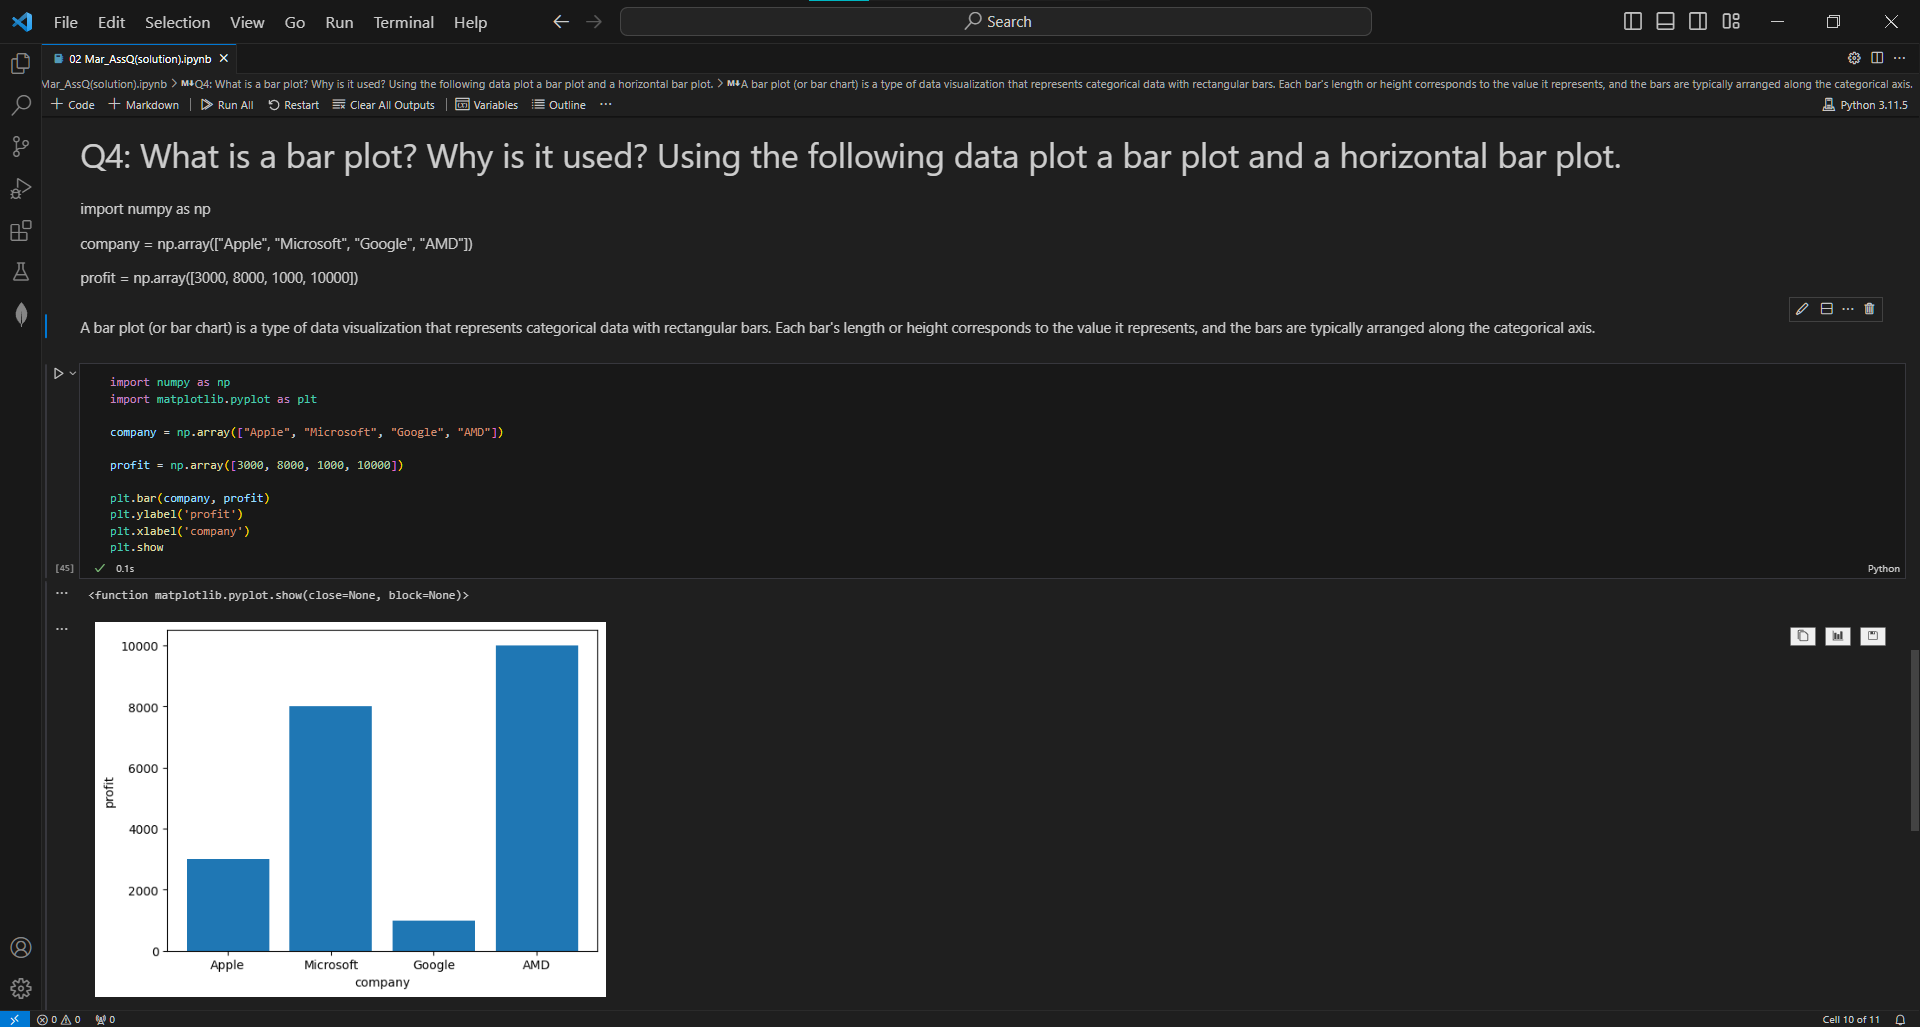 File Edit Selection View Go Run Terminal Help
Search
02 Mar_AssQ(solution).ipynb
Mar_AssQ(solution).ipynb > M↓Q4: What is a bar plot? Why is it used? Using the following data plot a bar plot and a horizontal bar plot. > M↓A bar plot (or bar chart) is a type of data visualization that represents categorical data with rectangular bars. Each bar's length or height corresponds to the value it represents, and the bars are typically arranged along the categorical axis.
+ Code + Markdown | Run All Restart Clear All Outputs | Variables Outline ···
Python 3.11.5
Q4: What is a bar plot? Why is it used? Using the following data plot a bar plot and a horizontal bar plot.
import numpy as np
company = np.array(["Apple", "Microsoft", "Google", "AMD"])
profit = np.array([3000, 8000, 1000, 10000])
A bar plot (or bar chart) is a type of data visualization that represents categorical data with rectangular bars. Each bar's length or height corresponds to the value it represents, and the bars are typically arranged along the categorical axis.
import numpy as np
import matplotlib.pyplot as plt
company = np.array(["Apple", "Microsoft", "Google", "AMD"])
profit = np.array([3000, 8000, 1000, 10000])
plt.bar(company, profit)
plt.ylabel('profit')
plt.xlabel('company')
plt.show
[45]
0.1s
Python
<function matplotlib.pyplot.show(close=None, block=None)>
10000
8000
6000
4000
2000
0
profit
Apple Microsoft Google AMD
company
0 0 0
Cell 10 of 11